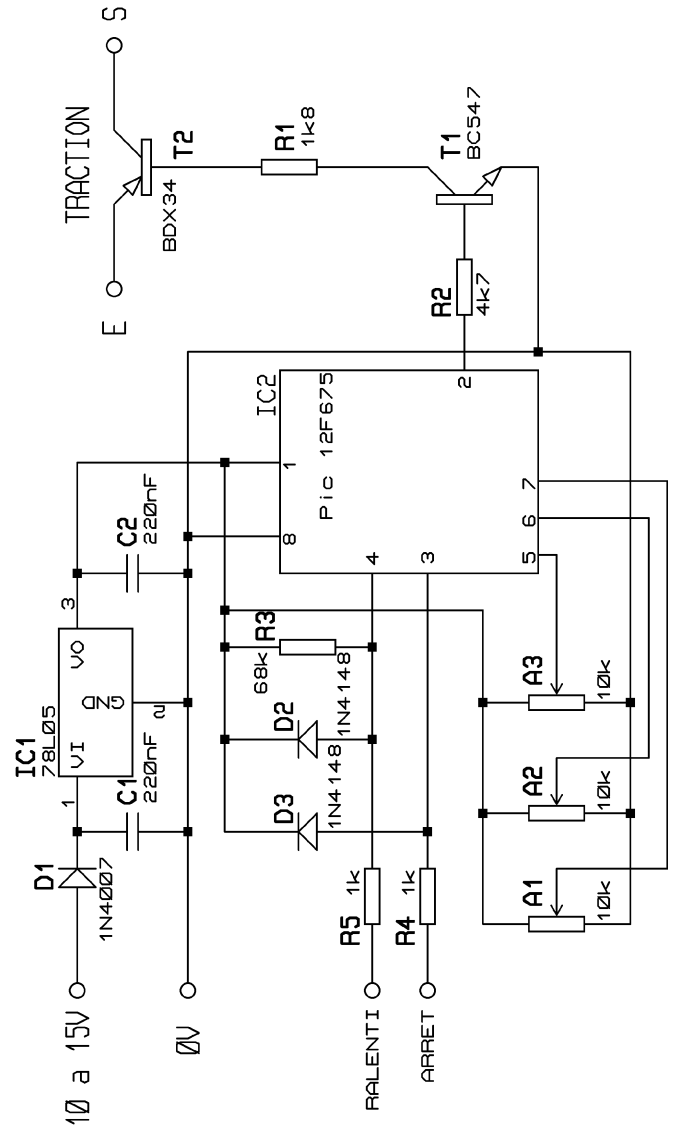 TRACTION
E
S
BDX34
T2
R1
1k8
T1
BC547
R2
4k7
IC1
78L05
VI
VO
GND
1
3
2
D1
1N4007
C1
220nF
C2
220nF
10 a 15V
0V
IC2
Pic 12F675
1
8
4
3
2
5
6
7
R3
68k
D2
1N4148
D3
1N4148
R5
1k
R4
1k
RALENTI
ARRET
A1
10k
A2
10k
A3
10k